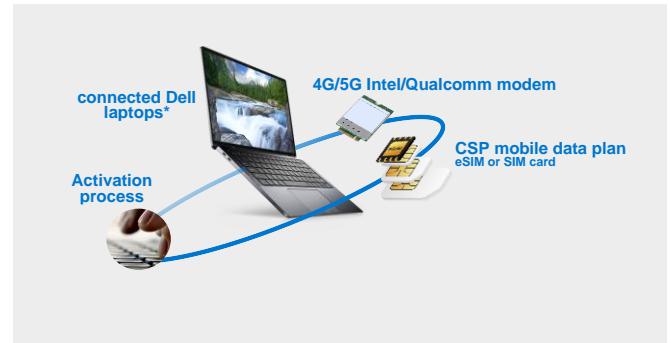 4G/5G Intel/Qualcomm modem
connected Dell
laptops*
CSP mobile data plan
eSIM or SIM card
Activation
process